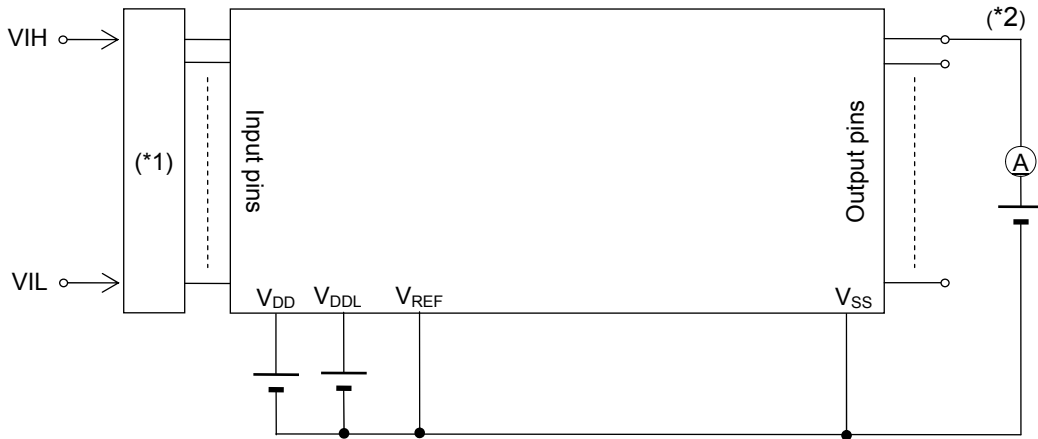 (*2)
VIH
(*1)
Input pins
Output pins
A
VIL
VDD
VDDL
VREF
VSS